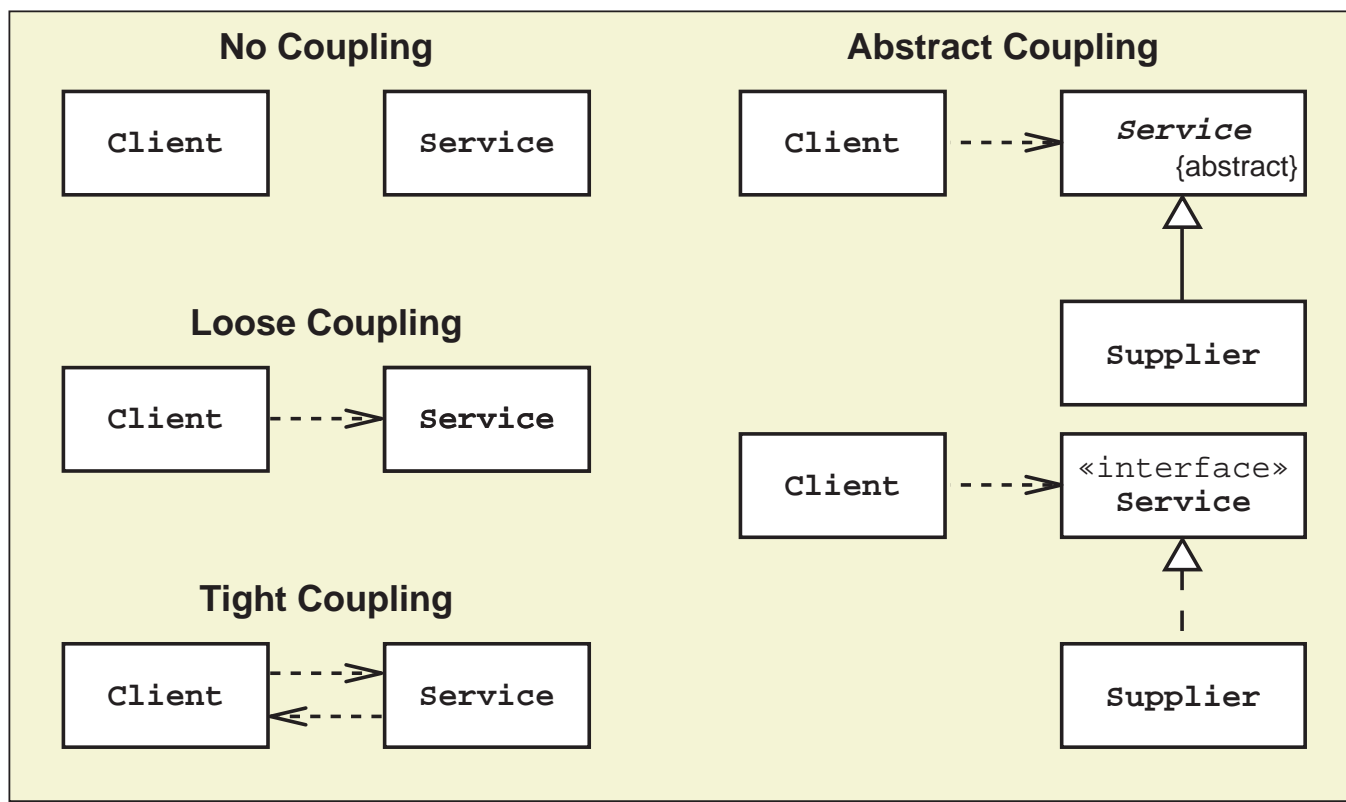 No Coupling
Client
Service
Loose Coupling
Client
Service
Tight Coupling
Client
Service
Abstract Coupling
Client
Service
{abstract}
Supplier
Client
«interface»
Service
Supplier